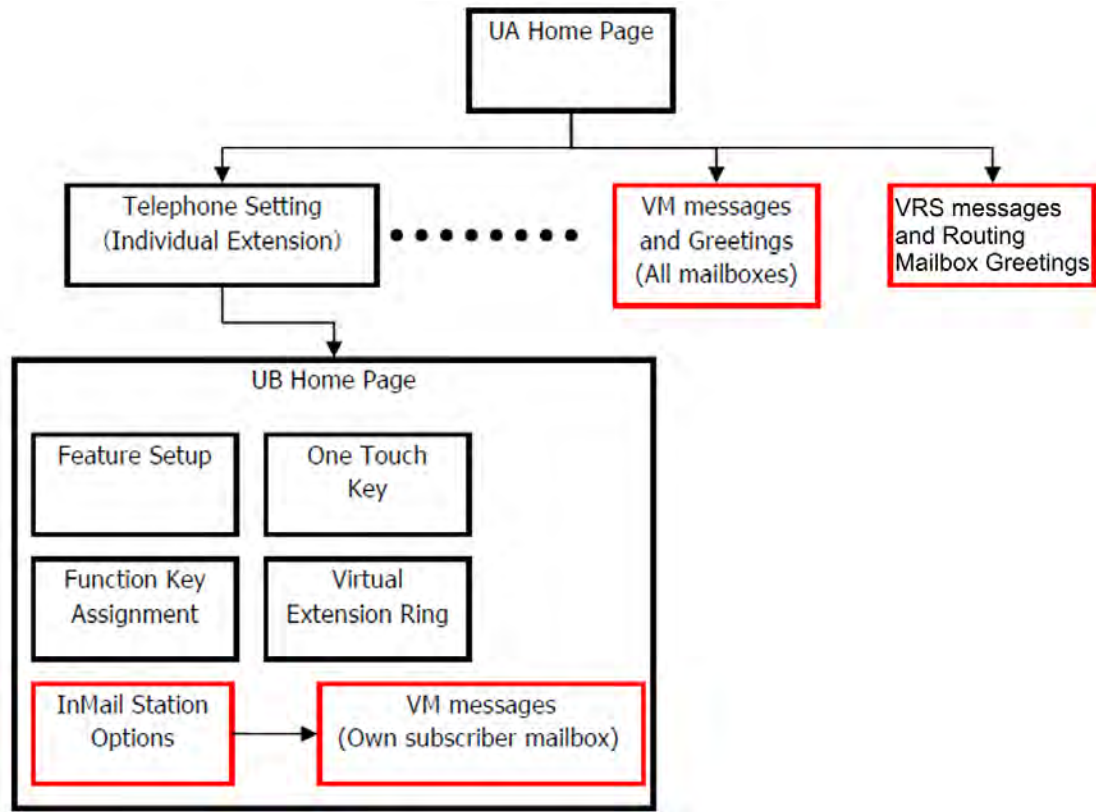 UA Home Page
Telephone Setting
(Individual Extension)
VM messages
and Greetings
(All mailboxes)
VRS messages
and Routing
Mailbox Greetings
UB Home Page
Feature Setup
One Touch
Key
Function Key
Assignment
Virtual
Extension Ring
InMail Station
Options
VM messages
(Own subscriber mailbox)